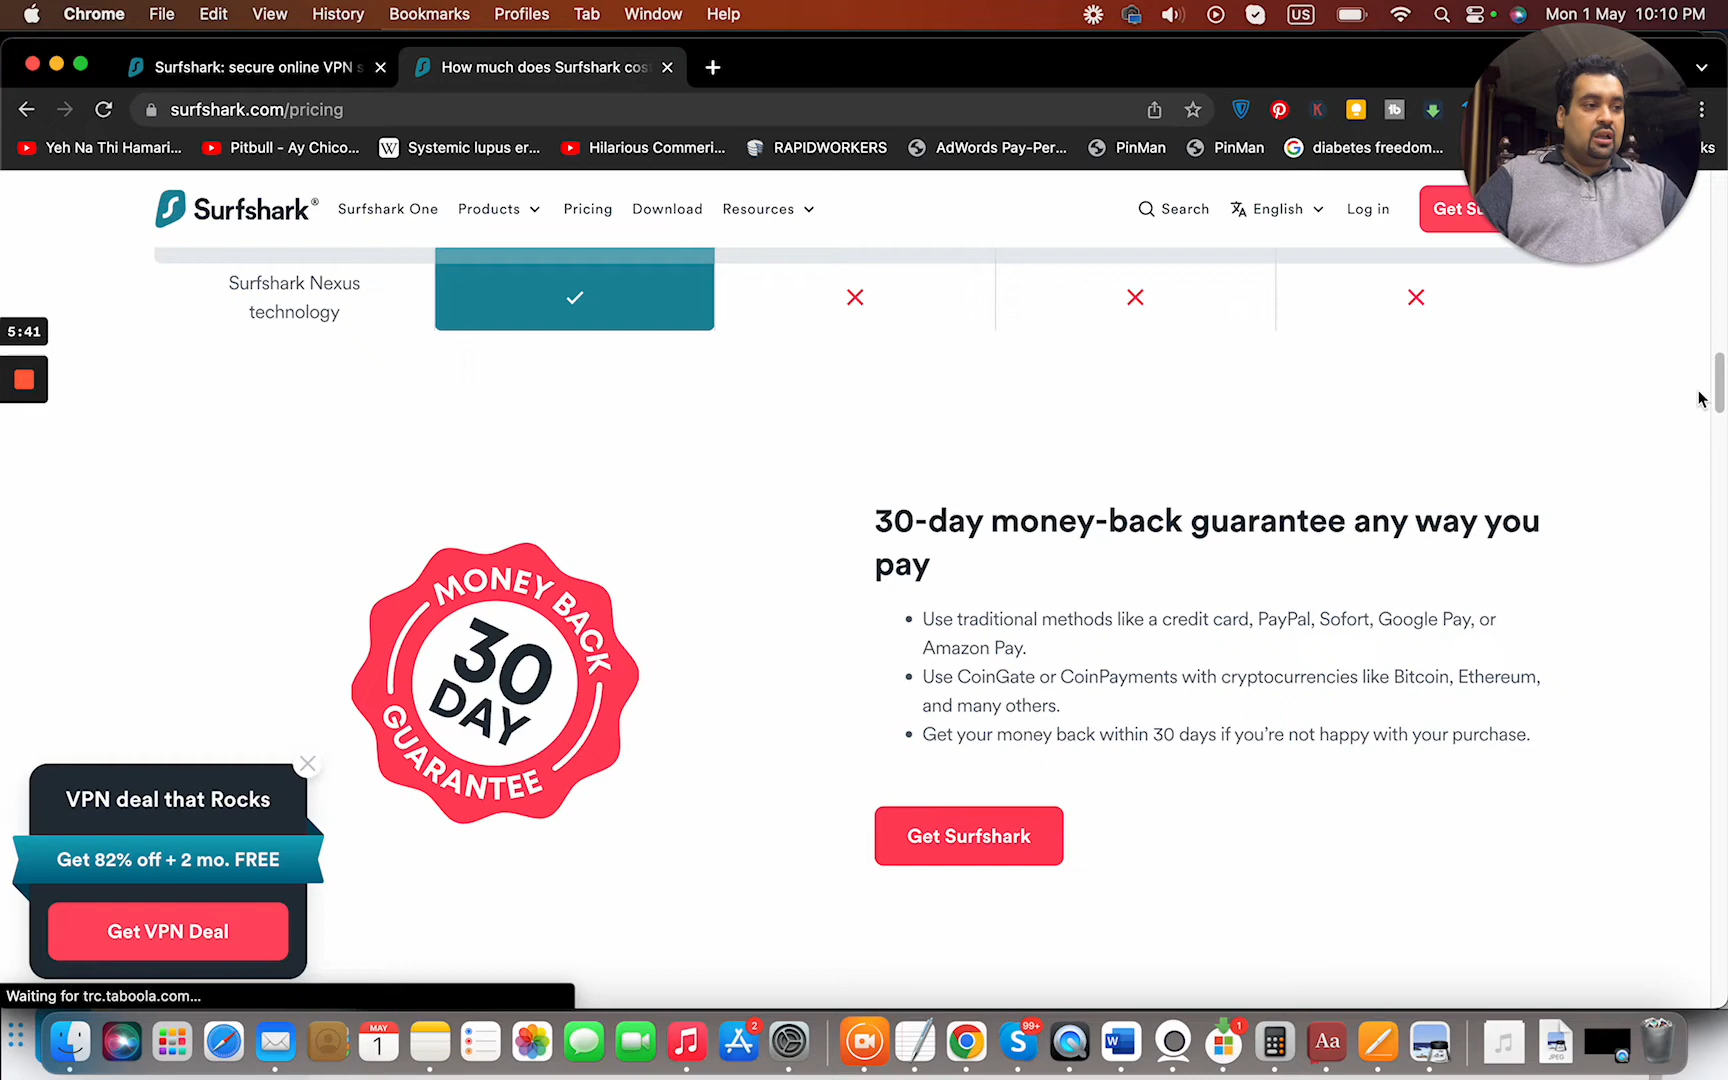 Chrome File Edit View History Bookmarks Profiles Tab Window Help
US
Mon 1 May 10:10 PM
Surfshark: secure online VPN s
How much does Surfshark cos
surfshark.com/pricing
K
tb
Yeh Na Thi Hamari...
Pitbull - Ay Chico...
W Systemic lupus er...
Hilarious Commeri...
RAPIDWORKERS
AdWords Pay-Per...
PinMan
PinMan
diabetes freedom...
Surfshark®
Surfshark One
Products
Pricing
Download
Resources
Search
English
Log in
Surfshark Nexus
technology
5:41
30-day money-back guarantee any way you
pay
• Use traditional methods like a credit card, PayPal, Sofort, Google Pay, or
Amazon Pay.
• Use CoinGate or CoinPayments with cryptocurrencies like Bitcoin, Ethereum,
and many others.
• Get your money back within 30 days if you’re not happy with your purchase.
Get Surfshark
MONEY BACK
30
DAY
GUARANTEE
VPN deal that Rocks
Get 82% off + 2 mo. FREE
Get VPN Deal
Waiting for trc.taboola.com...
MAY
1
2
99+
1
Aa
JPEG